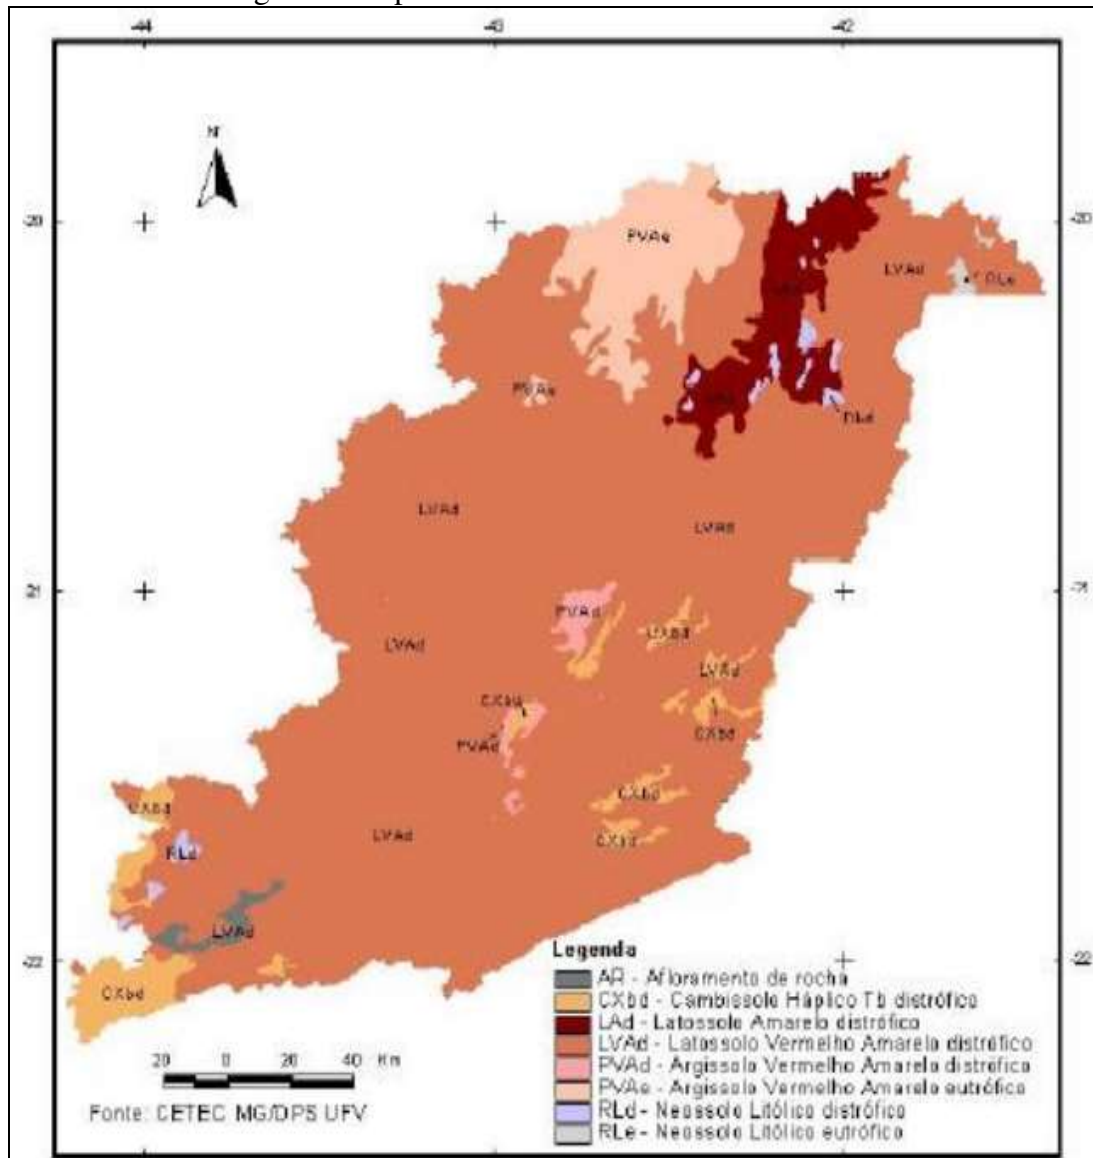 -44 -43 -42
N
-20 -20
PVAe
LVAd
RLe
PVAe
RLd
LVAd
LVAd
-21 -21
PVAd
CXbd
LVAd
LVAd
CXbd
CXbd
PVAd
CXbd
CXbd
LVAd
CXbd
RLd
LVAd
-22 -22
CXbd
Legenda
AR - Afloramento de rocha
CXbd - Cambissolo Háplico Tb distrófico
LAd - Latossolo Amarelo distrófico
LVAd - Latossolo Vermelho Amarelo distrófico
PVAd - Argissolo Vermelho Amarelo distrófico
PVAe - Argissolo Vermelho Amarelo eutrófico
RLd - Neossolo Litólico distrófico
RLe - Neossolo Litólico eutrófico
20 0 20 40 Km
Fonte: CETEC MG/DPS UFV